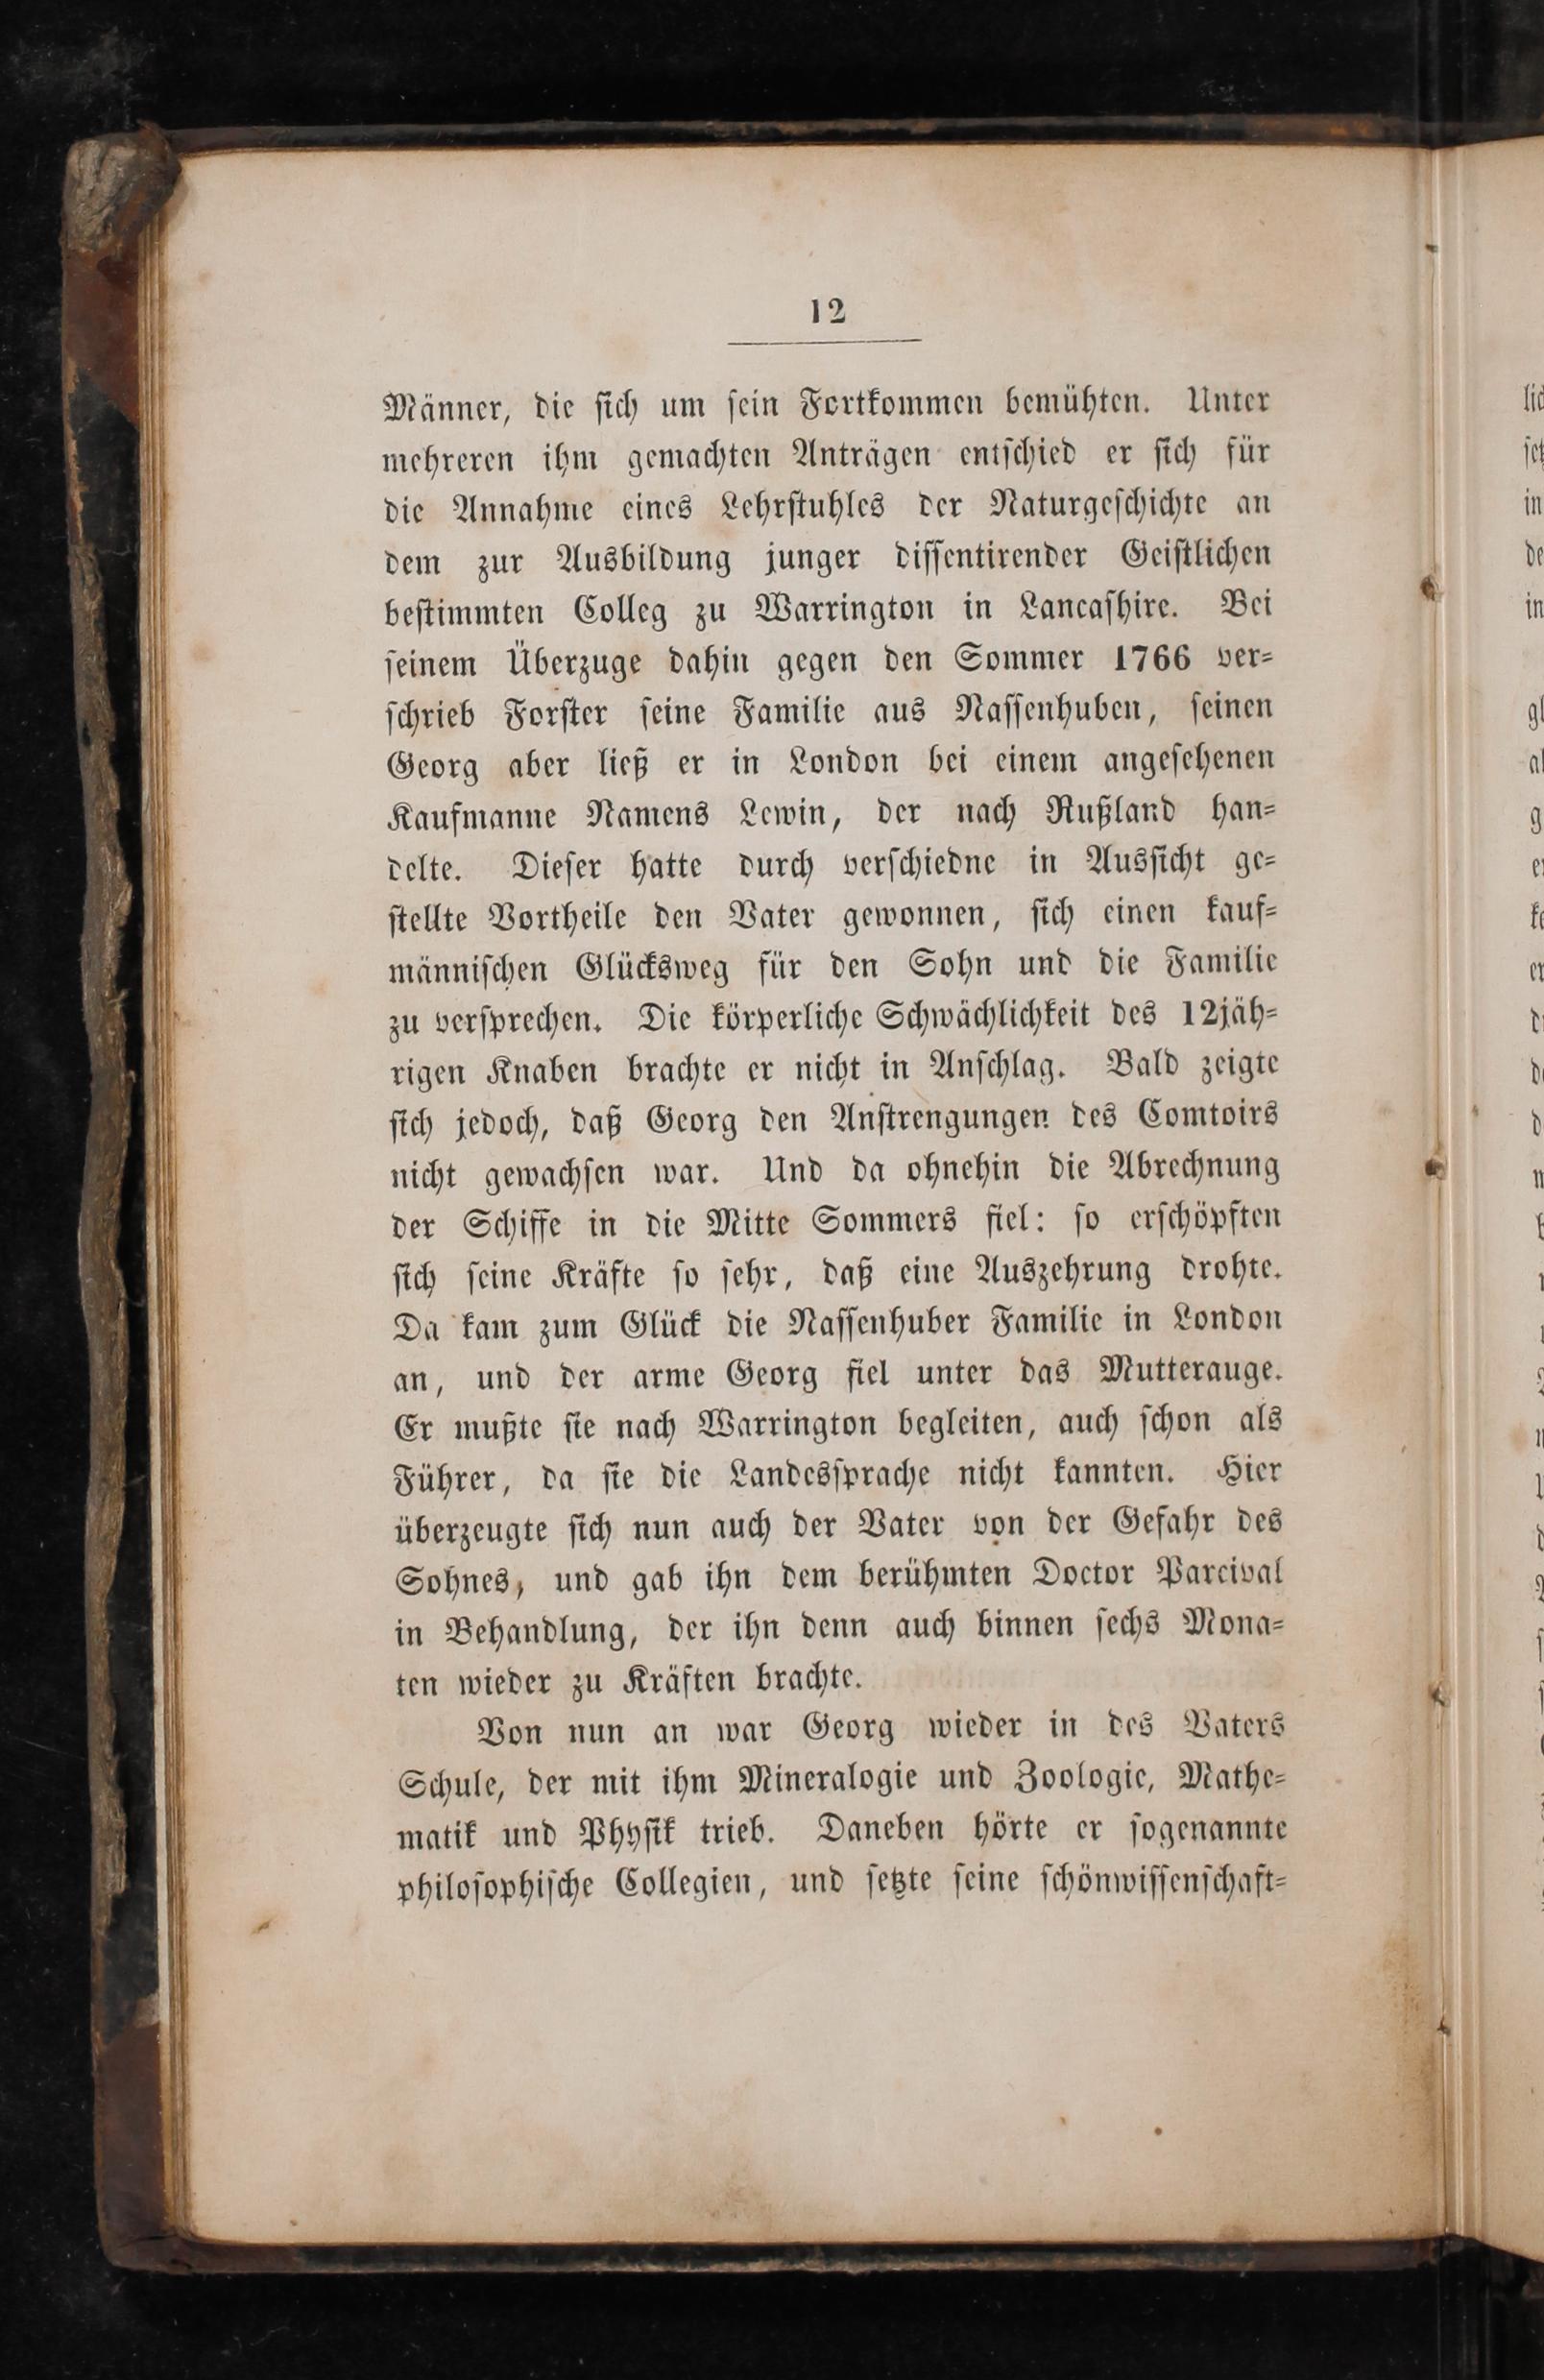 12
Männer, die ſich um ſein Fortkommen bemühten. Unter
mehreren ihm gemachten Anträgen entſchied er ſich für
die Annahme eines Lehrſtuhles der Naturgeſchichte an
dem zur Ausbildung junger diſſentirender Geiſtlichen
beſtimmten Colleg zu Warrington in Lancaſhire. Bei
ſeinem Überzuge dahin gegen den Sommer 1766 ver=
ſchrieb Forſter ſeine Familie aus Naſſenhuben, ſeinen
Georg aber ließ er in London bei einem angeſehenen
Kaufmanne Namens Lewin, der nach Rußland han=
delte. Dieſer hatte durch verſchiedne in Ausſicht ge=
ſtellte Vortheile den Vater gewonnen, ſich einen kauf=
männiſchen Glücksweg für den Sohn und die Familie
zu verſprechen. Die körperliche Schwächlichkeit des 12jäh=
rigen Knaben brachte er nicht in Anſchlag. Bald zeigte
ſich jedoch, daß Georg den Anſtrengungen des Comtoirs
nicht gewachſen war. Und da ohnehin die Abrechnung
der Schiffe in die Mitte Sommers fiel: ſo erſchöpften
ſich ſeine Kräfte ſo ſehr, daß eine Auszehrung drohte.
Da kam zum Glück die Naſſenhuber Familie in London
an, und der arme Georg fiel unter das Mutterauge.
Er mußte ſie nach Warrington begleiten, auch ſchon als
Führer, da ſie die Landesſprache nicht kannten. Hier
überzeugte ſich nun auch der Vater von der Gefahr des
Sohnes, und gab ihn dem berühmten Doctor Parcival
in Behandlung, der ihn denn auch binnen ſechs Mona=
ten wieder zu Kräften brachte.
Von nun an war Georg wieder in des Vaters
Schule, der mit ihm Mineralogie und Zoologie, Mathe=
matik und Phyſik trieb. Daneben hörte er ſogenannte
philoſophiſche Collegien, und ſetzte ſeine ſchönwiſſenſchaft=